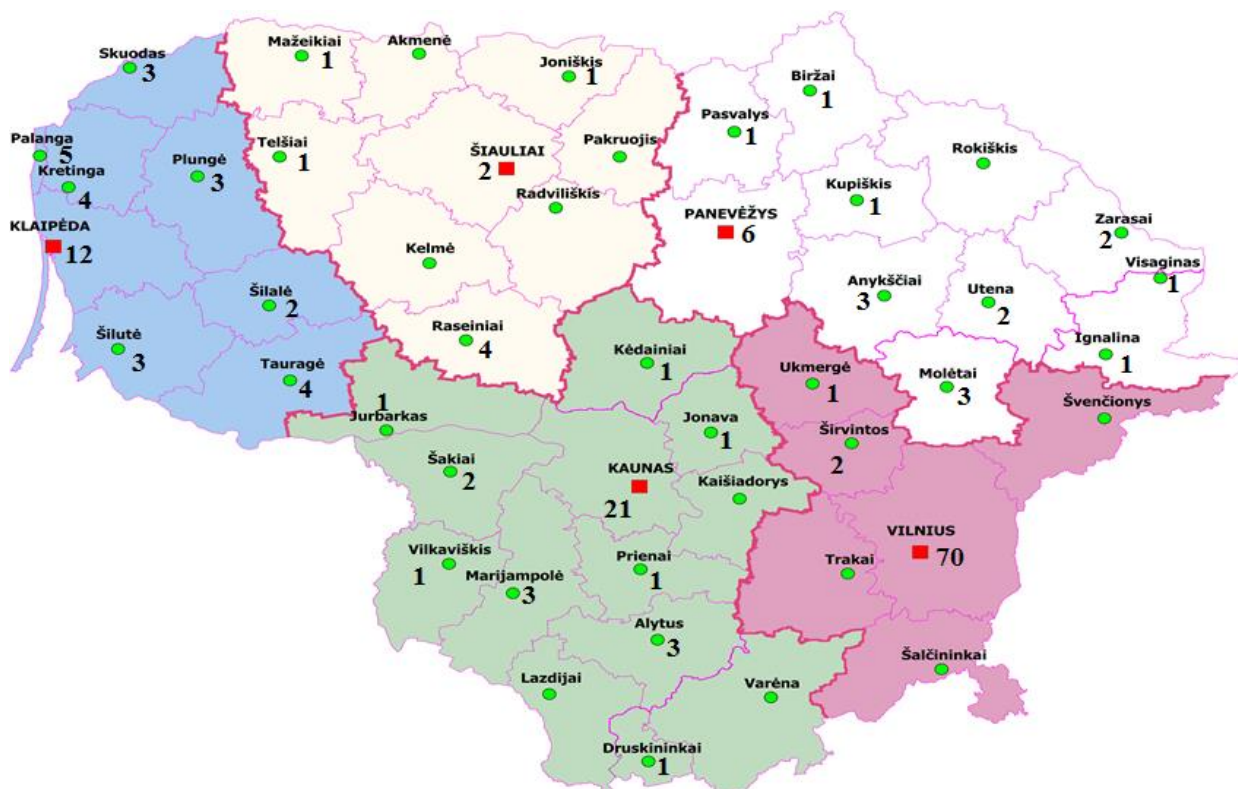 Skuodas
3
Mažeikiai
1
Akmenė
Joniškis
1
Biržai
1
Pasvalys
1
Palanga
5
Kretinga
4
Plungė
3
Telšiai
1
ŠIAULIAI
2
Pakruojis
Radviliškis
Rokiškis
Kupiškis
1
KLAIPĖDA
12
Kelmė
PANEVĖŽYS
6
Zarasai
2
Visaginas
1
Anykščiai
3
Utena
2
Šilalė
2
Šilutė
3
Raseiniai
4
Tauragė
4
Kėdainiai
1
Ukmergė
1
Molėtai
3
Ignalina
1
Švenčionys
1
Jurbarkas
Jonava
1
Širvintos
2
Šakiai
2
KAUNAS
21
Kaišiadorys
VILNIUS
70
Vilkaviškis
1
Marijampolė
3
Prienai
1
Trakai
Alytus
3
Šalčininkai
Lazdijai
Varėna
Druskininkai
1